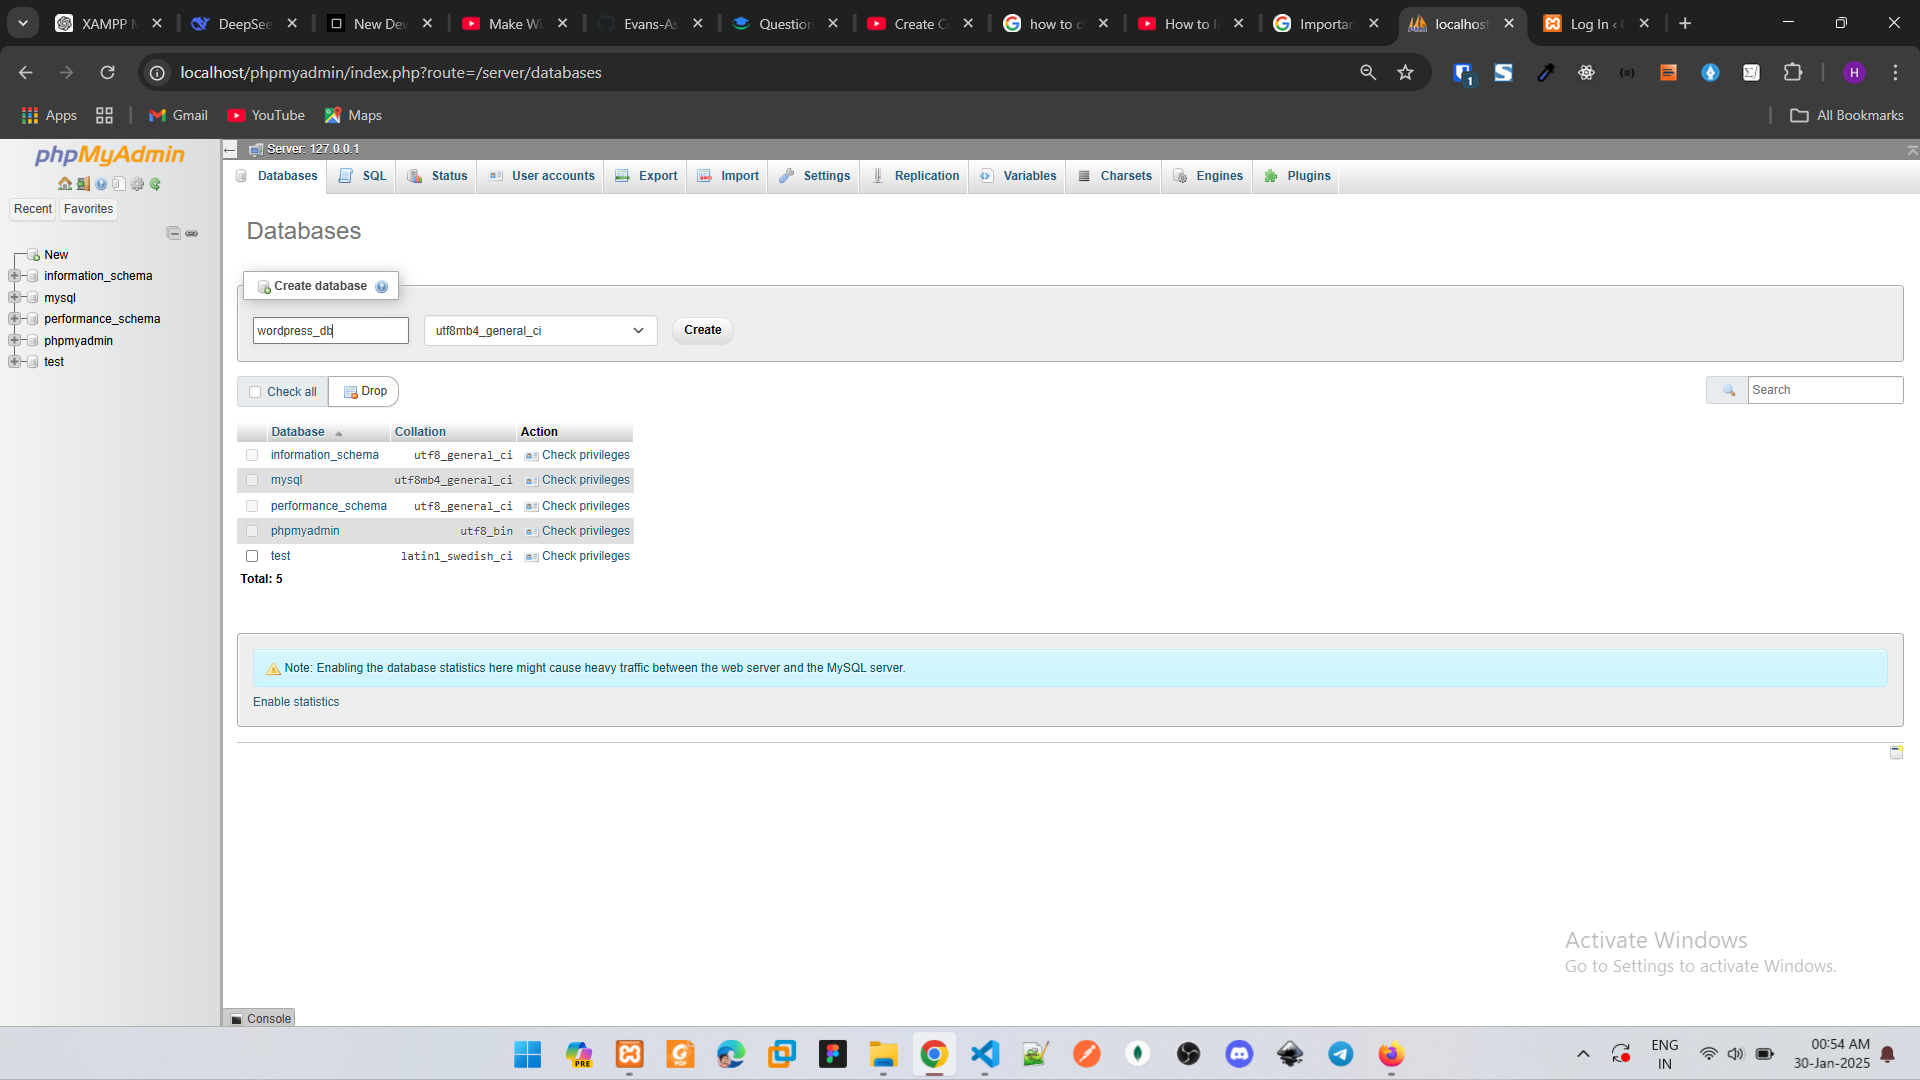 XAMPP
DeepSee
New Dev
Make Wi
Evans-As
Question
Create C
how to c
How to I
Importan
localhost
Log In ‹
localhost/phpmyadmin/index.php?route=/server/databases
1
H
Apps
Gmail
YouTube
Maps
All Bookmarks
phpMyAdmin
Server: 127.0.0.1
Databases
SQL
Status
User accounts
Export
Import
Settings
Replication
Variables
Charsets
Engines
Plugins
Recent
Favorites
New
information_schema
mysql
performance_schema
phpmyadmin
test
Databases
Create database
wordpress_db
utf8mb4_general_ci
Create
Check all
Drop
Search
Database Collation Action
information_schema utf8_general_ci Check privileges
mysql utf8mb4_general_ci Check privileges
performance_schema utf8_general_ci Check privileges
phpmyadmin utf8_bin Check privileges
test latin1_swedish_ci Check privileges
Total: 5
Note: Enabling the database statistics here might cause heavy traffic between the web server and the MySQL server.
Enable statistics
Activate Windows
Go to Settings to activate Windows.
Console
PRE
ENG
IN
00:54 AM
30-Jan-2025